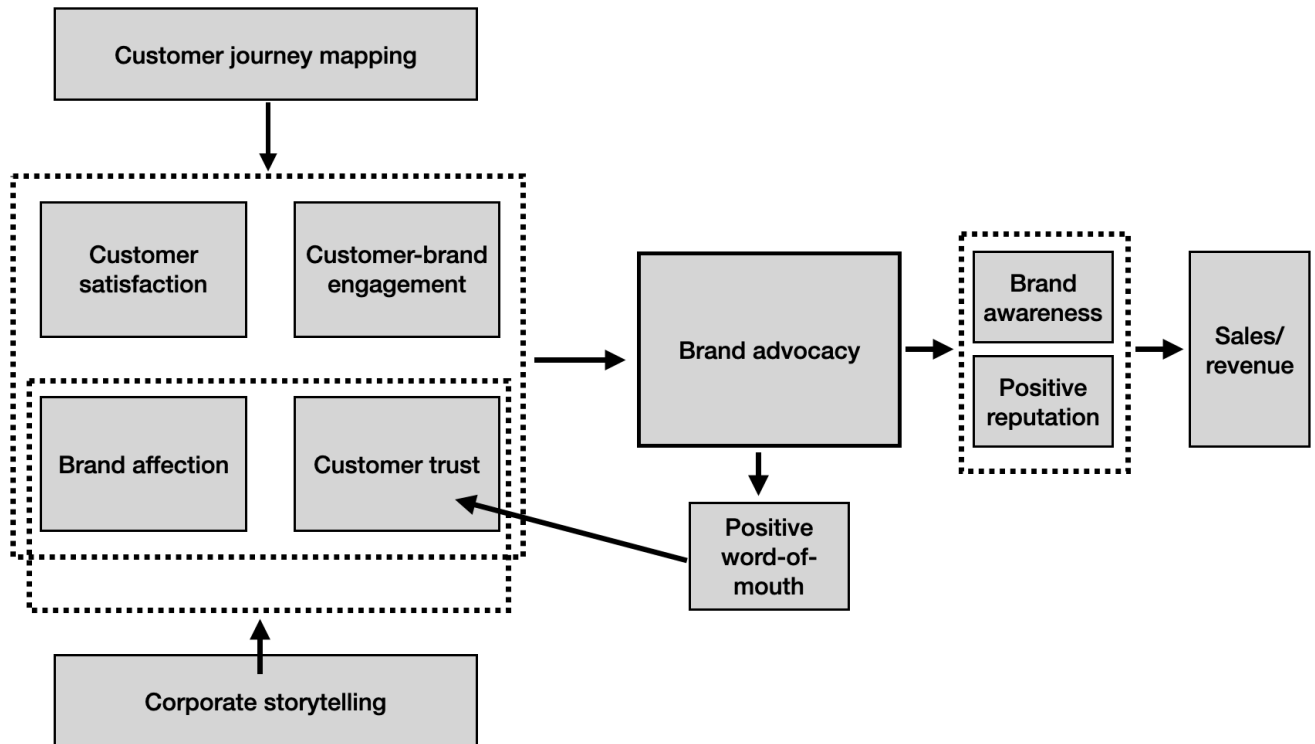 Customer journey mapping
Customer
satisfaction
Customer-brand
engagement
Brand affection
Customer trust
Corporate storytelling
Brand advocacy
Positive
word-of-
mouth
Brand
awareness
Positive
reputation
Sales/
revenue